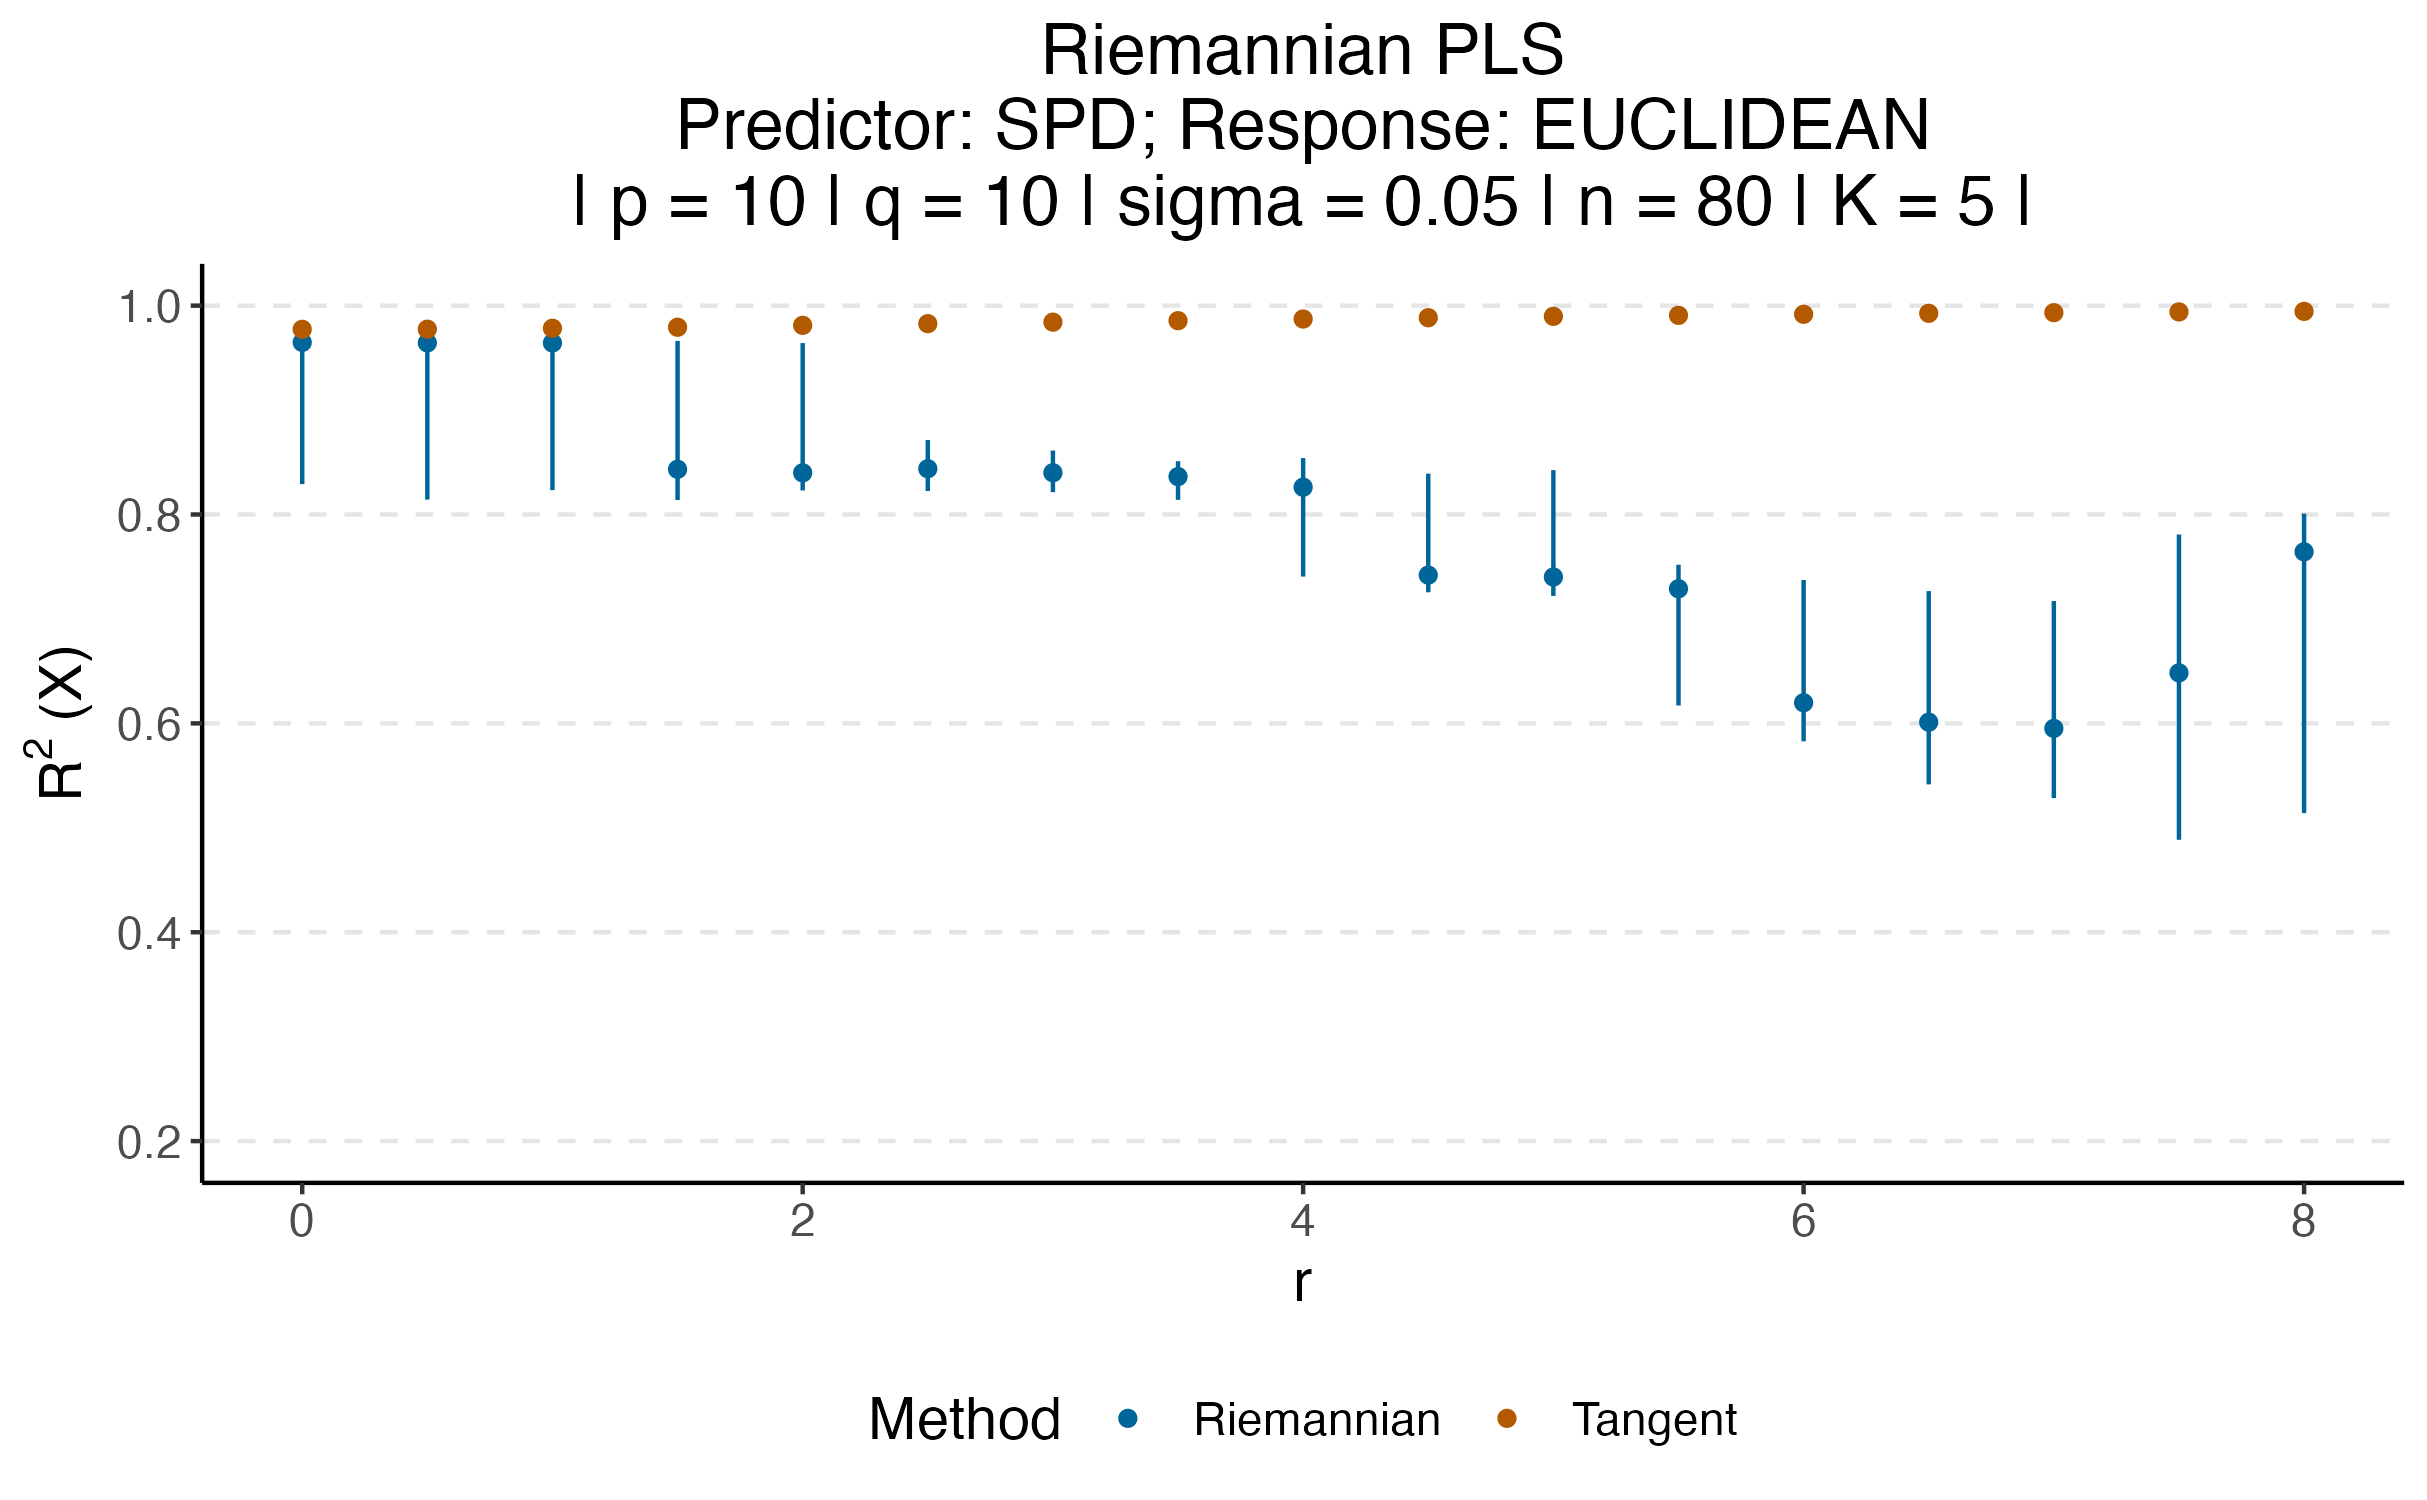 Riemannian PLS
Predictor: SPD; Response: EUCLIDEAN
| p = 10 | q = 10 | sigma = 0.05 | n = 80 | K = 5 |
R² (X)
1.0
0.8
0.6
0.4
0.2
0 2 4 6 8
r
Method Riemannian Tangent